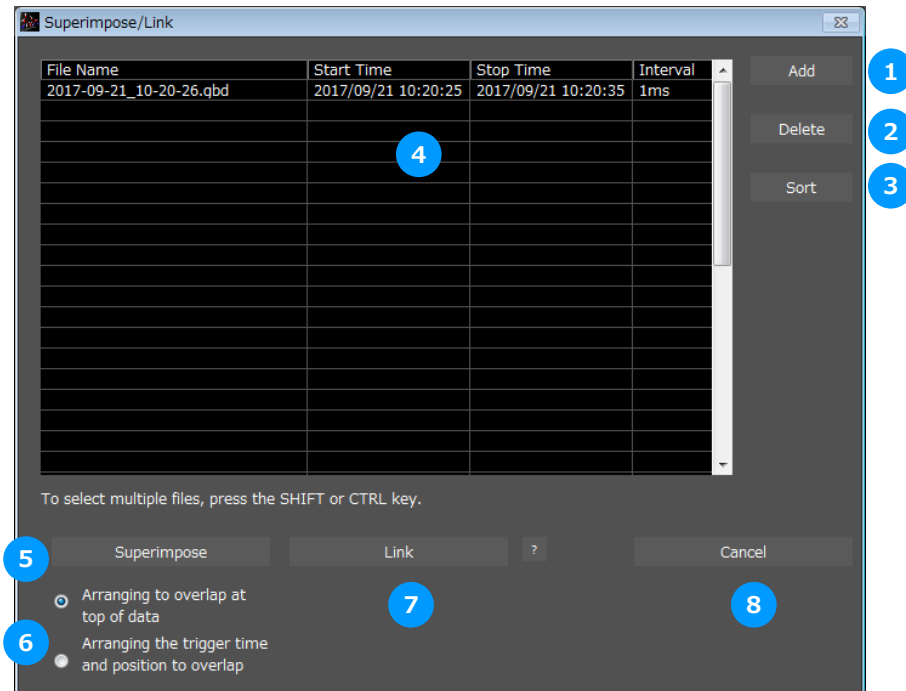 Superimpose/Link
File Name Start Time Stop Time Interval
2017-09-21_10-20-26.gbd 2017/09/21 10:20:25 2017/09/21 10:20:35 1ms
Add 1
Delete 2
Sort 3
4
To select multiple files, press the SHIFT or CTRL key.
5 Superimpose Link ? Cancel
Arranging to overlap at
top of data
7 8
6 Arranging the trigger time
and position to overlap